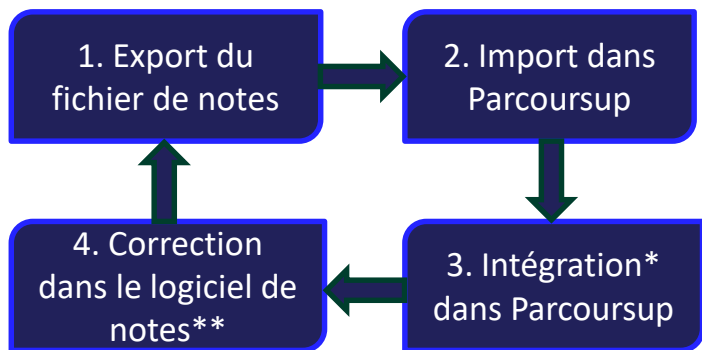 1. Export du
fichier de notes
2. Import dans
Parcoursup
3. Intégration*
dans Parcoursup
4. Correction
dans le logiciel de
notes**